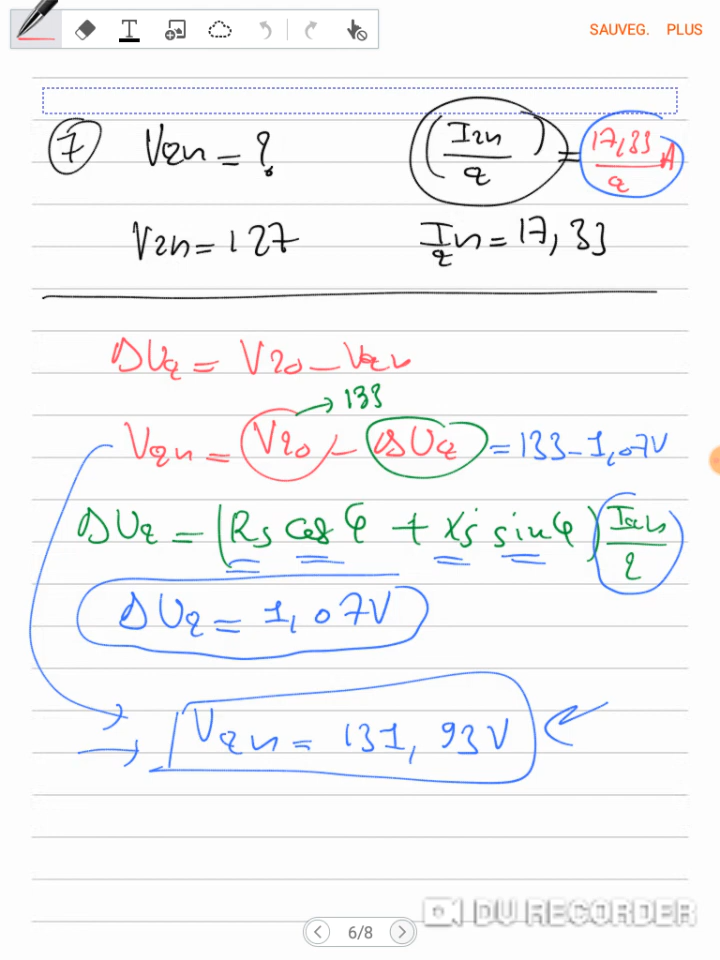 SAUVEG. PLUS
7 V2n = ? (I2n/2) = 17,33/2 A
V2n = 127 I2n = 17,33
ΔU2 = V20 - V2n
→ 133
V2n = V20 - ΔU2 = 133 - 1,07V
ΔU2 = (Rs cos φ + Xs sin φ) I2n/2
ΔU2 = 1,07V
V2n = 131,93V
6/8
DU RECORDER